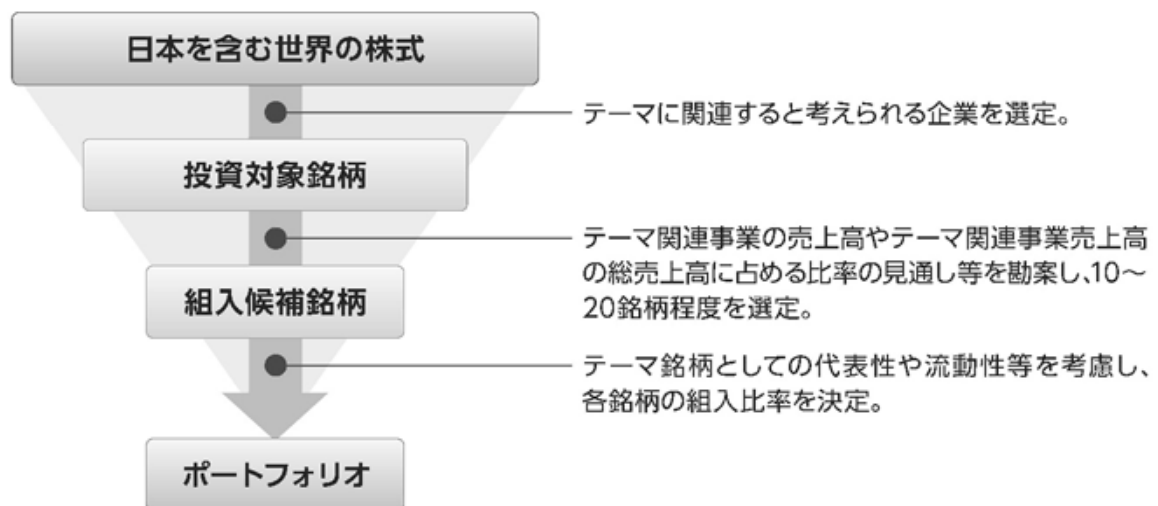 日本を含む世界の株式
テーマに関連すると考えられる企業を選定。
投資対象銘柄
テーマ関連事業の売上高やテーマ関連事業売上高
の総売上高に占める比率の見通し等を勘案し、10～
20銘柄程度を選定。
組入候補銘柄
テーマ銘柄としての代表性や流動性等を考慮し、
各銘柄の組入比率を決定。
ポートフォリオ